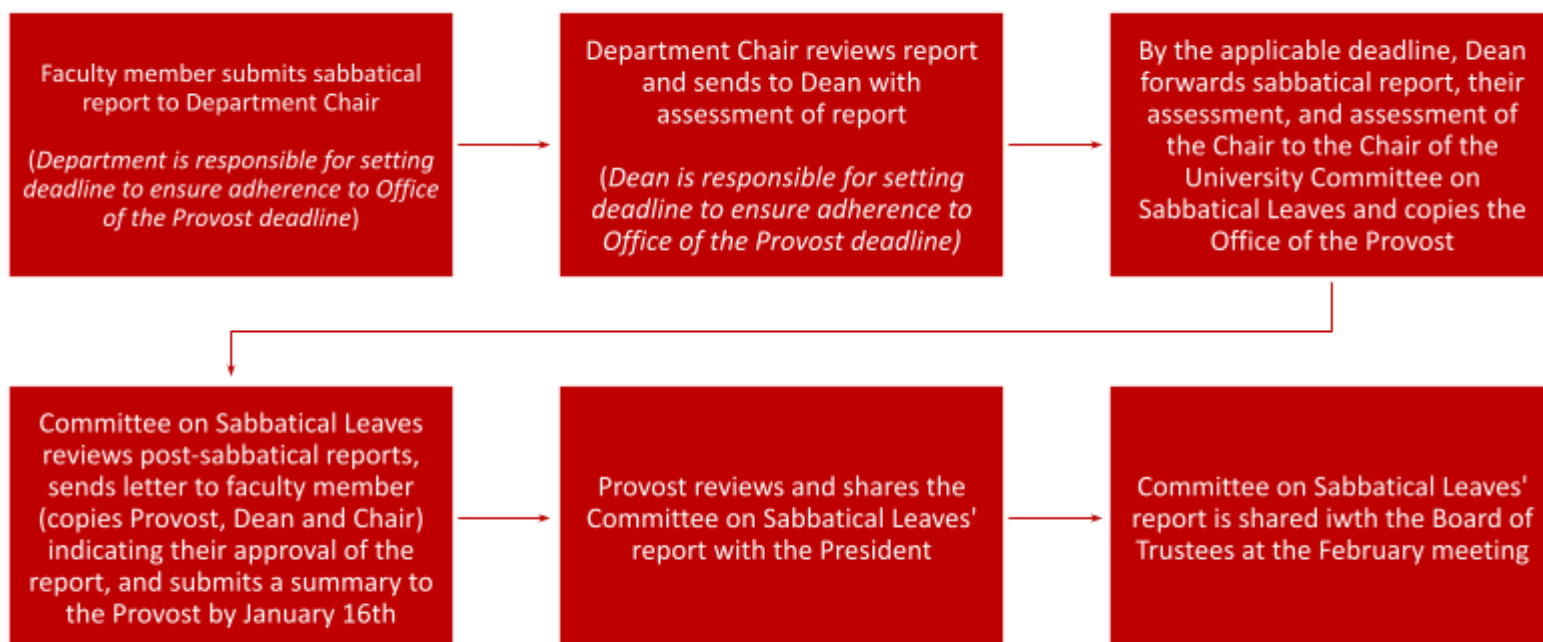 Faculty member submits sabbatical
report to Department Chair
(Department is responsible for setting
deadline to ensure adherence to Office
of the Provost deadline)
Department Chair reviews report
and sends to Dean with
assessment of report
(Dean is responsible for setting
deadline to ensure adherence to
Office of the Provost deadline)
By the applicable deadline, Dean
forwards sabbatical report, their
assessment, and assessment of
the Chair to the Chair of the
University Committee on
Sabbatical Leaves and copies the
Office of the Provost
Committee on Sabbatical Leaves
reviews post-sabbatical reports,
sends letter to faculty member
(copies Provost, Dean and Chair)
indicating their approval of the
report, and submits a summary to
the Provost by January 16th
Provost reviews and shares the
Committee on Sabbatical Leaves'
report with the President
Committee on Sabbatical Leaves'
report is shared iwth the Board of
Trustees at the February meeting